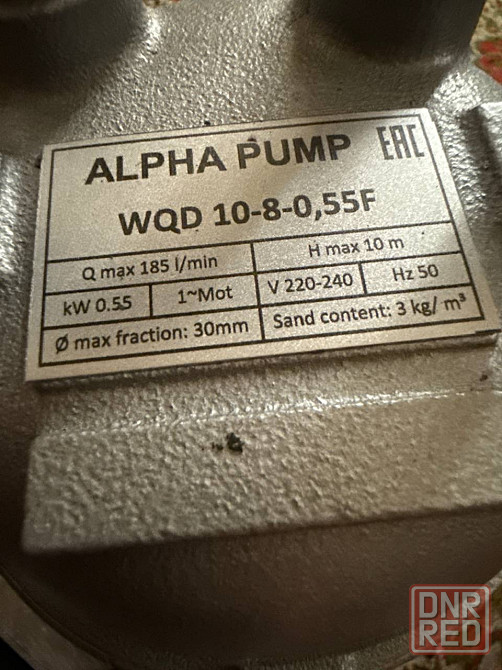 ALPHA PUMP EAC
WQD 10-8-0,55F
Q max 185 l/min H max 10 m
kW 0.55 1~Mot V 220-240 Hz 50
Ø max fraction: 30mm Sand content: 3 kg/ m³
DNR
RED